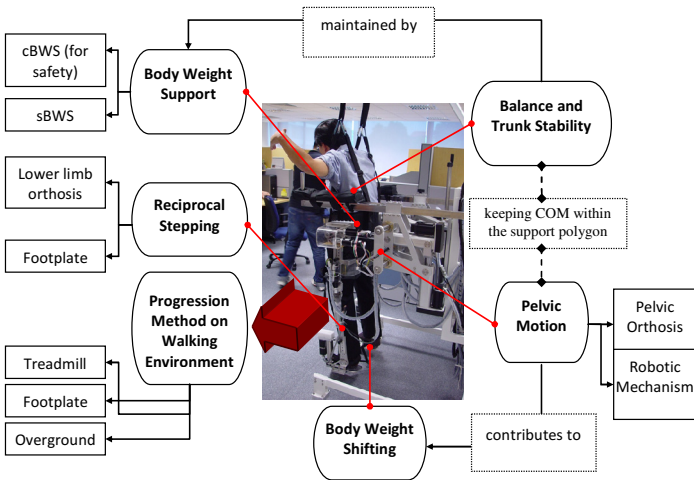 maintained by
cBWS (for
safety)
sBWS
Body Weight
Support
Balance and
Trunk Stability
Lower limb
orthosis
Footplate
Reciprocal
Stepping
keeping COM within
the support polygon
Progression
Method on
Walking
Environment
Pelvic
Motion
Pelvic
Orthosis
Robotic
Mechanism
Treadmill
Footplate
Overground
Body Weight
Shifting
contributes to